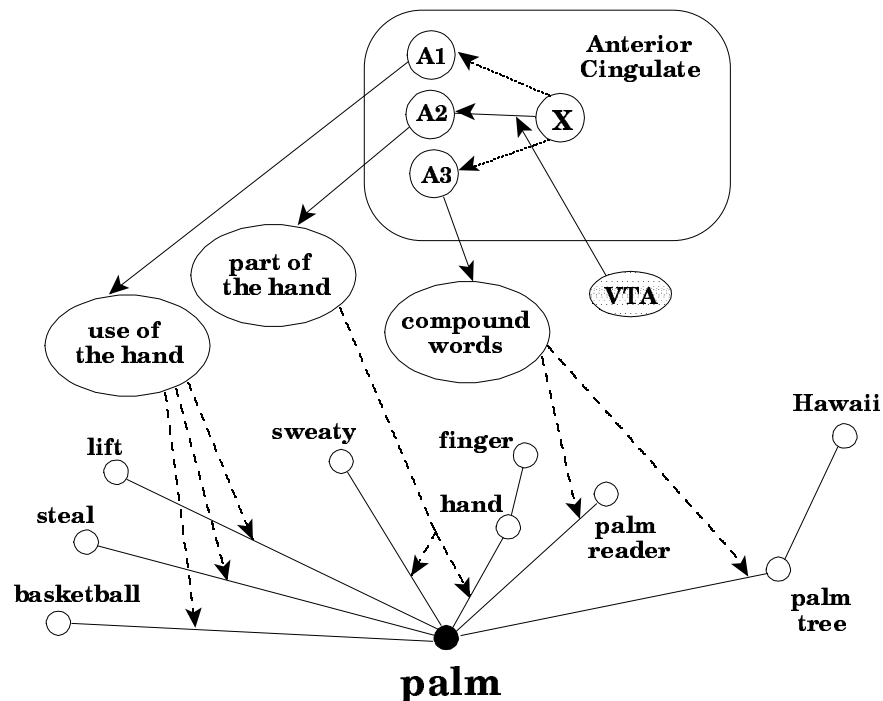 A1
Anterior
Cingulate
A2
X
A3
part of
the hand
VTA
use of
the hand
compound
words
Hawaii
sweaty
finger
lift
hand
steal
palm
reader
basketball
palm
tree
palm